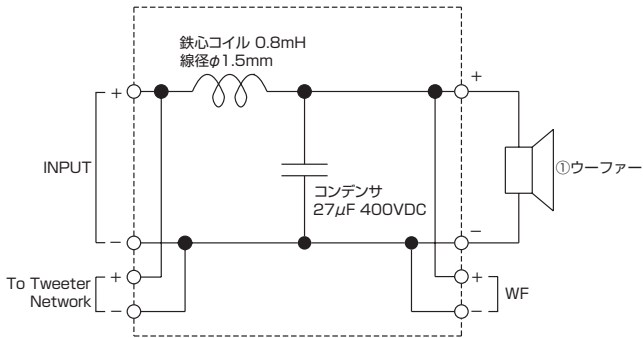 鉄心コイル 0.8mH
線径φ1.5mm
+
+
INPUT
①ウーファー
コンデンサ
27μF 400VDC
−
−
To Tweeter
Network
+
−
+
−
WF